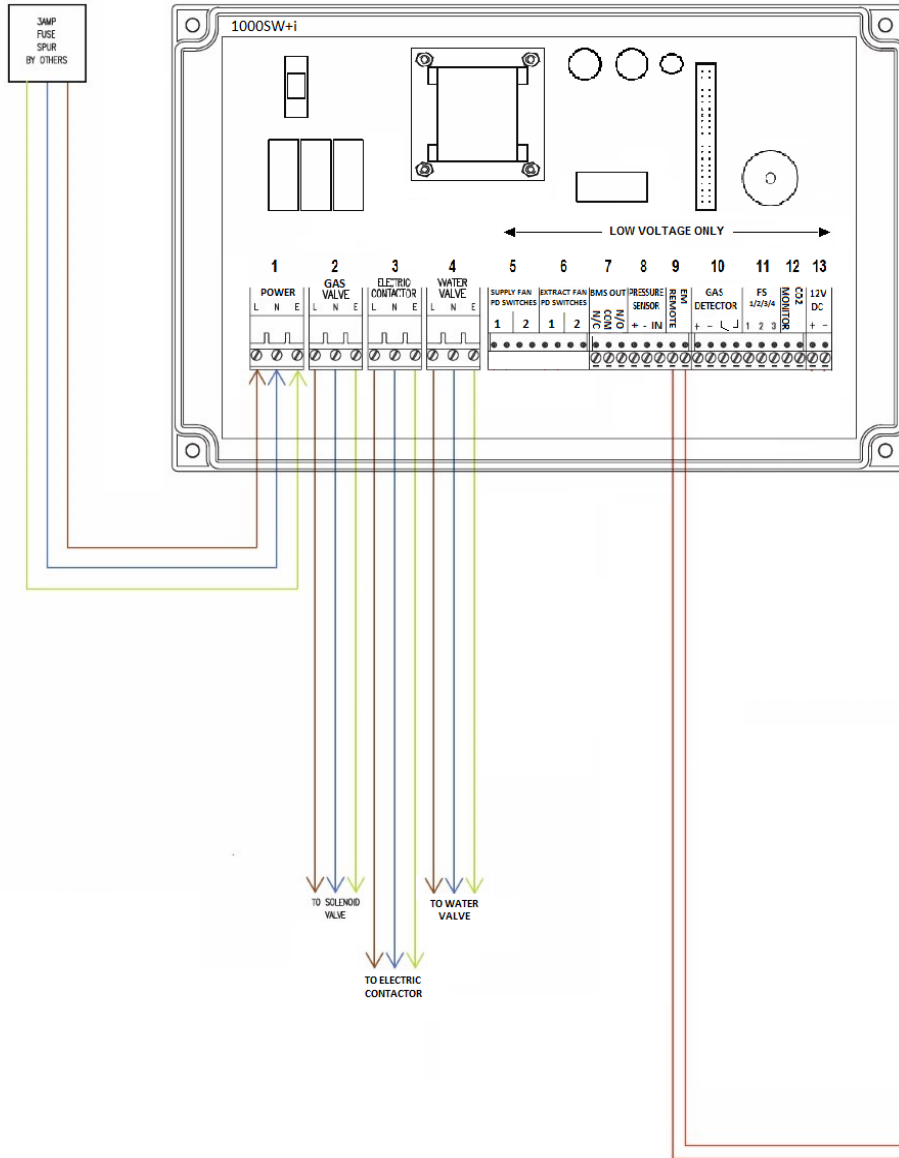 3AMP
FUSE
SPUR
BY OTHERS
1000SW+i
LOW VOLTAGE ONLY
1 2 3 4 5 6 7 8 9 10 11 12 13
POWER
L N E
GAS
VALVE
L N E
ELECTRIC
CONTACTOR
L N E
WATER
VALVE
L N E
SUPPLY FAN
PD SWITCHES
1 2
EXTRACT FAN
PD SWITCHES
1 2
BMS OUT
N/C
COM
N/O
PRESSURE
SENSOR
+ - IN
REMOTE
EM
GAS
DETECTOR
+ -
FS
1/2/3/4
1 2 3
CO2
MONITOR
12V
DC
+ -
TO SOLENOID
VALVE
TO WATER
VALVE
TO ELECTRIC
CONTACTOR